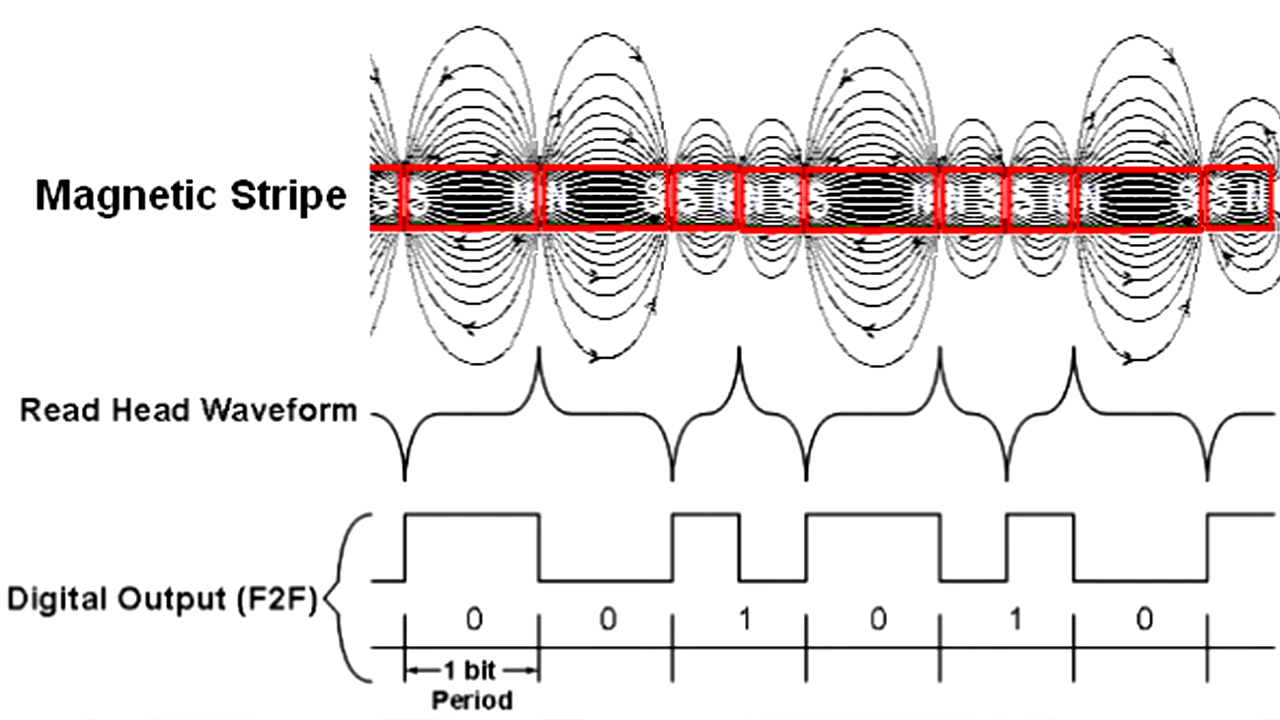 S S N N S S N N S S N N S S N N S S N
Magnetic Stripe
Read Head Waveform
Digital Output (F2F)
0 0 1 0 1 0
1 bit
Period